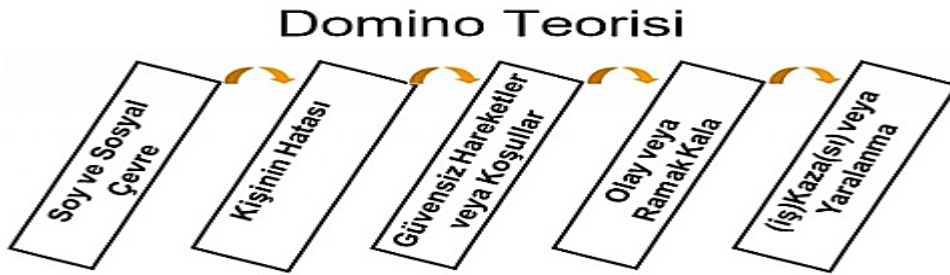 Domino Teorisi
Soy ve Sosyal
Çevre
Kişinin Hatası
Güvensiz Hareketler
veya Koşullar
Olay veya
Ramak Kala
(iş)Kaza(sı) veya
Yaralanma